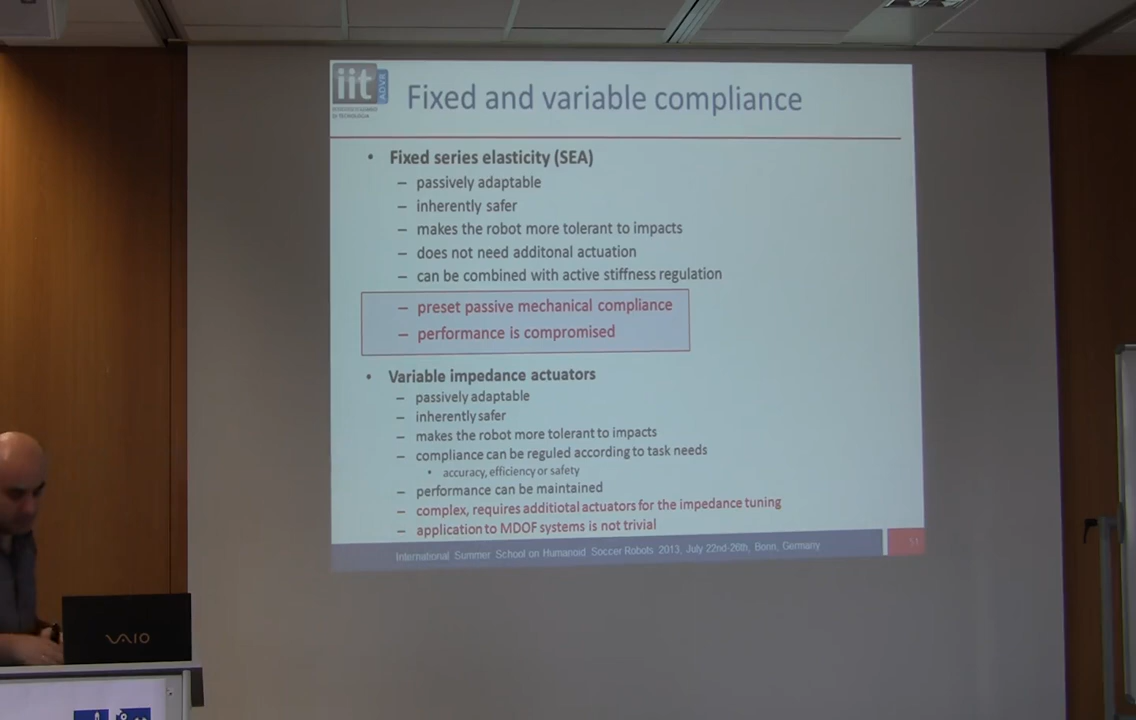 iit
ADVR
Fixed and variable compliance
• Fixed series elasticity (SEA)
– passively adaptable
– inherently safer
– makes the robot more tolerant to impacts
– does not need additonal actuation
– can be combined with active stiffness regulation
– preset passive mechanical compliance
– performance is compromised
• Variable impedance actuators
– passively adaptable
– inherently safer
– makes the robot more tolerant to impacts
– compliance can be reguled according to task needs
• accuracy, efficiency or safety
– performance can be maintained
– complex, requires additiotal actuators for the impedance tuning
– application to MDOF systems is not trivial
International Summer School on Humanoid Soccer Robots 2013, July 22nd-26th, Bonn, Germany
51
VAIO